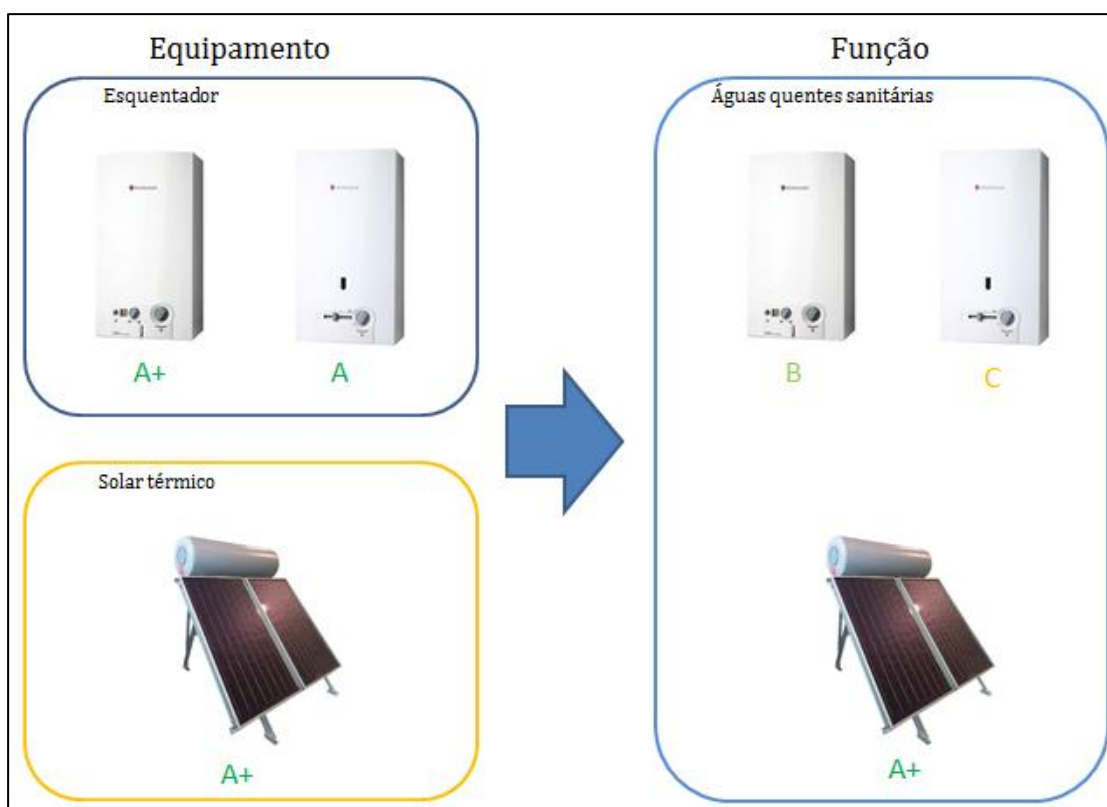 Equipamento
Esquentador
A+
A
Solar térmico
A+
Função
Águas quentes sanitárias
B
C
A+